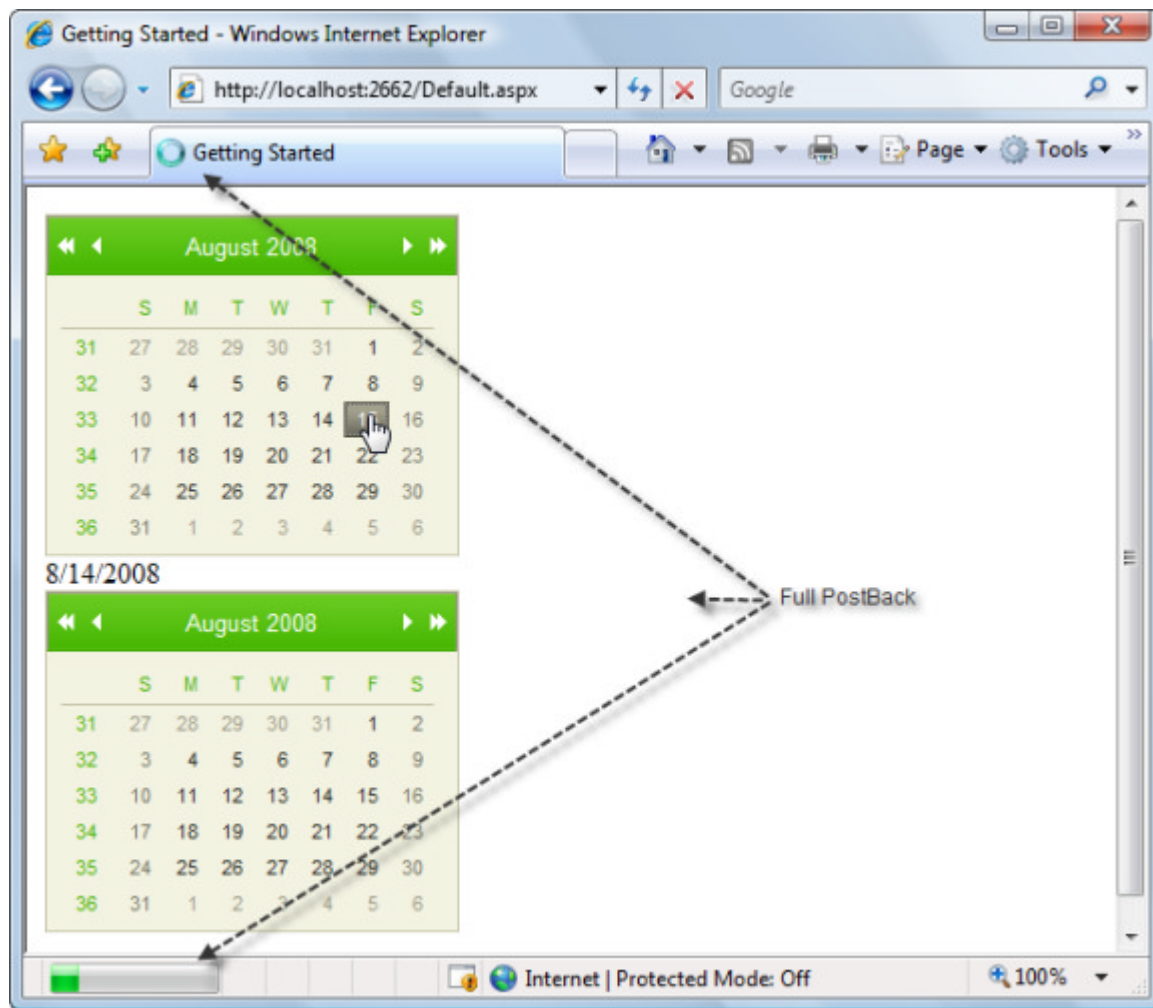 Getting Started - Windows Internet Explorer
http://localhost:2662/Default.aspx
Google
Getting Started
Page
Tools
August 2008
S M T W T F S
31 27 28 29 30 31 1 2
32 3 4 5 6 7 8 9
33 10 11 12 13 14 15 16
34 17 18 19 20 21 22 23
35 24 25 26 27 28 29 30
36 31 1 2 3 4 5 6
8/14/2008
Full PostBack
August 2008
S M T W T F S
31 27 28 29 30 31 1 2
32 3 4 5 6 7 8 9
33 10 11 12 13 14 15 16
34 17 18 19 20 21 22 23
35 24 25 26 27 28 29 30
36 31 1 2 3 4 5 6
Internet | Protected Mode: Off
100%